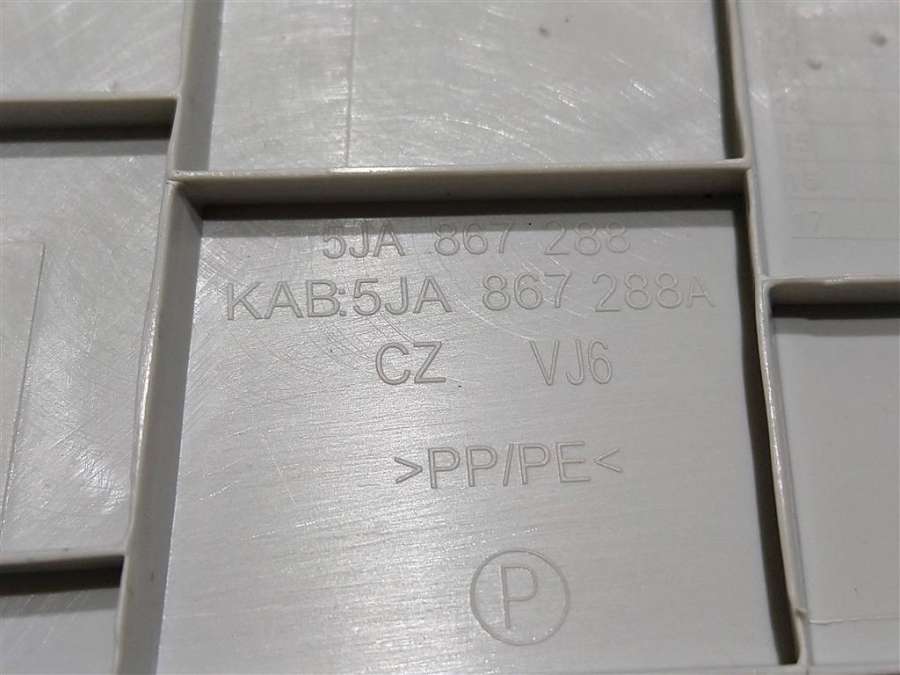 5JA 867 288
KAB:5JA 867 288A
CZ VJ6
>PP/PE<
P